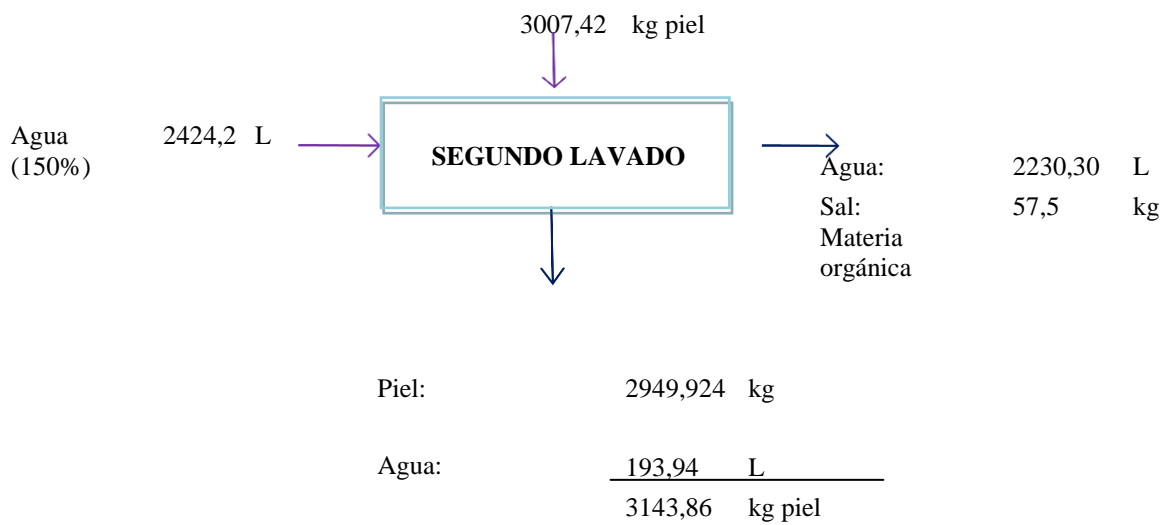 3007,42 kg piel
Agua (150%) 2424,2 L
SEGUNDO LAVADO
Agua: 2230,30 L
Sal: 57,5 kg
Materia
orgánica
Piel: 2949,924 kg
Agua: 193,94 L
3143,86 kg piel